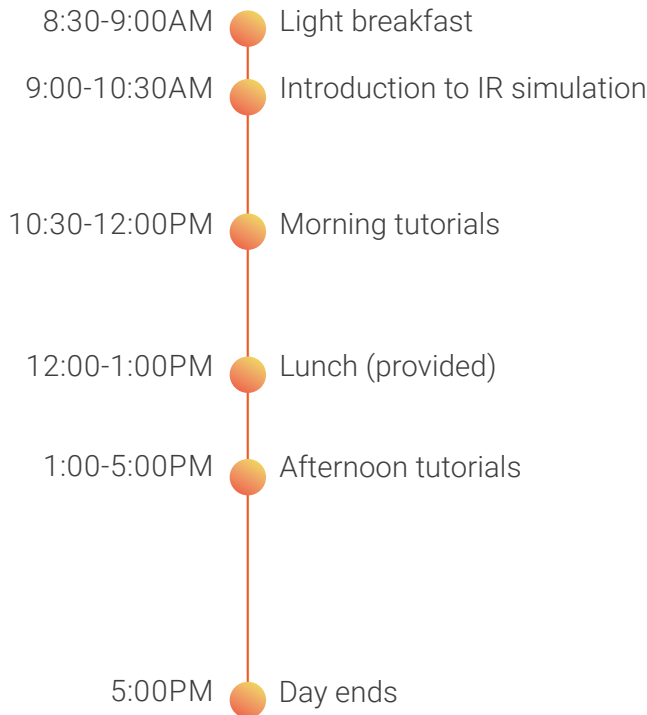 8:30-9:00AM Light breakfast
9:00-10:30AM Introduction to IR simulation
10:30-12:00PM Morning tutorials
12:00-1:00PM Lunch (provided)
1:00-5:00PM Afternoon tutorials
5:00PM Day ends